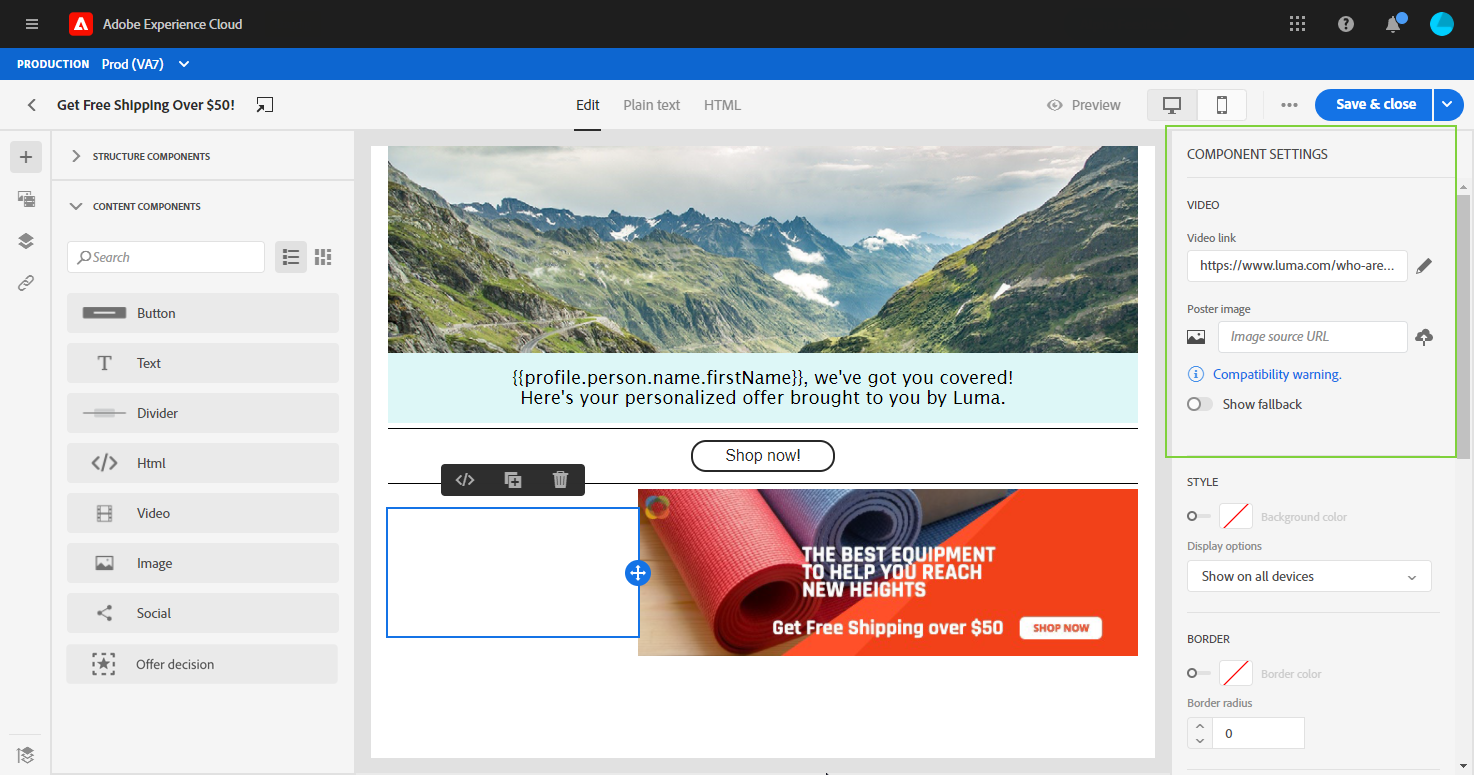 Adobe Experience Cloud
PRODUCTION Prod (VA7)
Get Free Shipping Over $50!
Edit Plain text HTML
Preview
Save & close
STRUCTURE COMPONENTS
CONTENT COMPONENTS
Search
Button
Text
Divider
Html
Video
Image
Social
Offer decision
{{profile.person.name.firstName}}, we've got you covered!
Here's your personalized offer brought to you by Luma.
Shop now!
THE BEST EQUIPMENT
TO HELP YOU REACH
NEW HEIGHTS
Get Free Shipping over $50 SHOP NOW
COMPONENT SETTINGS
VIDEO
Video link
https://www.luma.com/who-are...
Poster image
Image source URL
Compatibility warning.
Show fallback
STYLE
Background color
Display options
Show on all devices
BORDER
Border color
Border radius
0